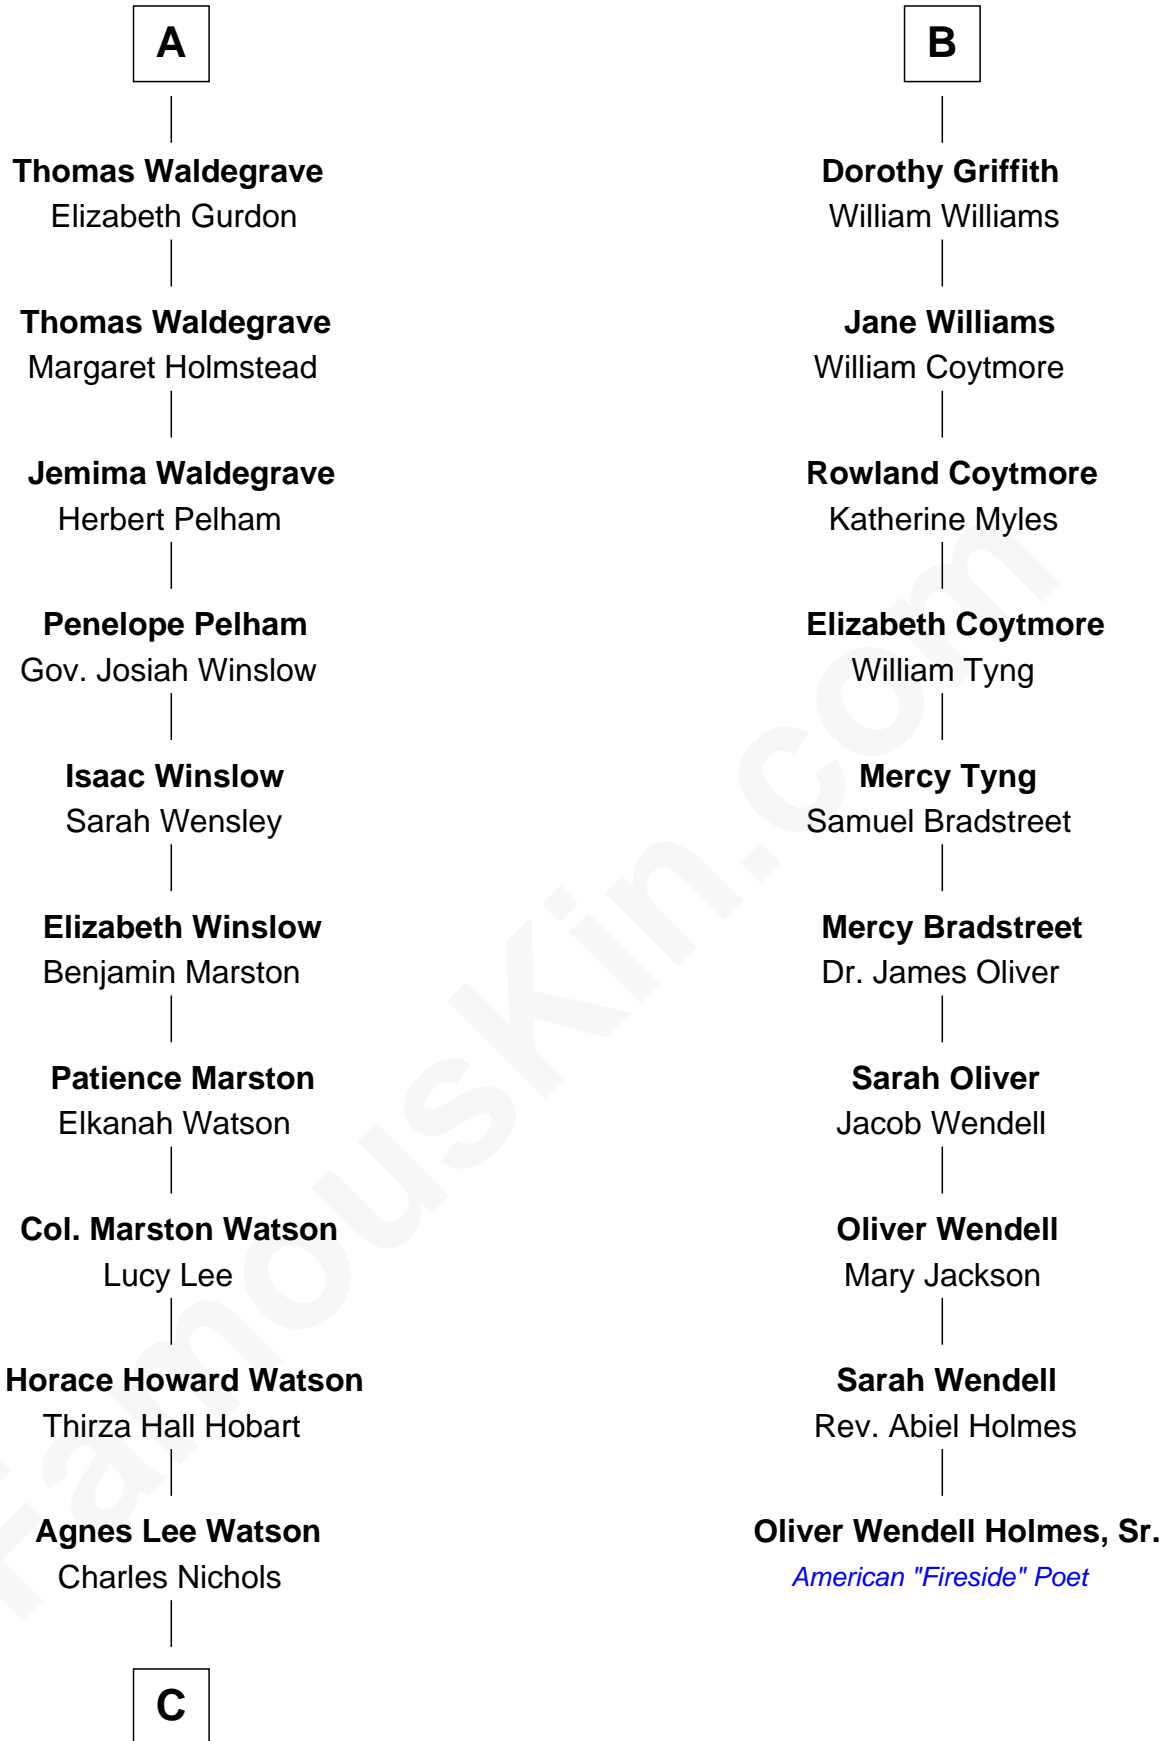 A
Thomas Waldegrave
Elizabeth Gurdon
Thomas Waldegrave
Margaret Holmstead
Jemima Waldegrave
Herbert Pelham
Penelope Pelham
Gov. Josiah Winslow
Isaac Winslow
Sarah Wensley
Elizabeth Winslow
Benjamin Marston
Patience Marston
Elkanah Watson
Col. Marston Watson
Lucy Lee
Horace Howard Watson
Thirza Hall Hobart
Agnes Lee Watson
Charles Nichols
C
B
Dorothy Griffith
William Williams
Jane Williams
William Coytmore
Rowland Coytmore
Katherine Myles
Elizabeth Coytmore
William Tyng
Mercy Tyng
Samuel Bradstreet
Mercy Bradstreet
Dr. James Oliver
Sarah Oliver
Jacob Wendell
Oliver Wendell
Mary Jackson
Sarah Wendell
Rev. Abiel Holmes
Oliver Wendell Holmes, Sr.
American "Fireside" Poet
FamousKin.com